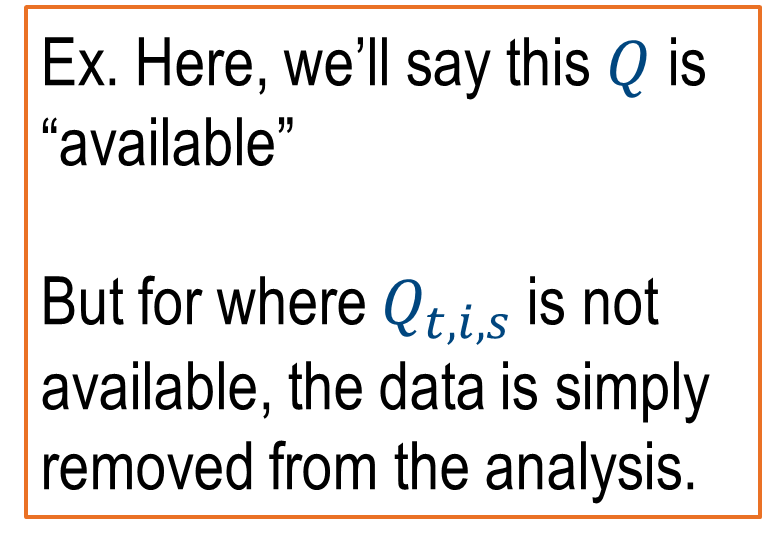 Ex. Here, we’ll say this Q is
“available”
But for where Q_{t,i,s} is not
available, the data is simply
removed from the analysis.